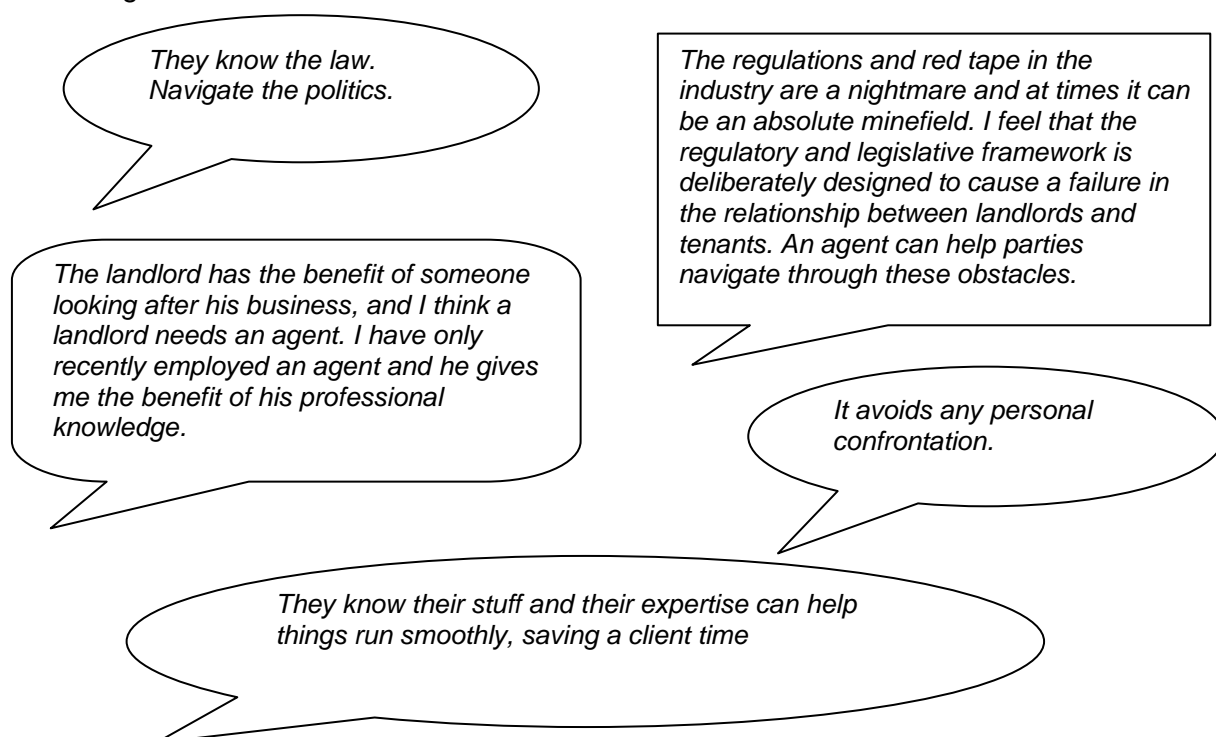 They know the law.
Navigate the politics.
The regulations and red tape in the
industry are a nightmare and at times it can
be an absolute minefield. I feel that the
regulatory and legislative framework is
deliberately designed to cause a failure in
the relationship between landlords and
tenants. An agent can help parties
navigate through these obstacles.
The landlord has the benefit of someone
looking after his business, and I think a
landlord needs an agent. I have only
recently employed an agent and he gives
me the benefit of his professional
knowledge.
It avoids any personal
confrontation.
They know their stuff and their expertise can help
things run smoothly, saving a client time